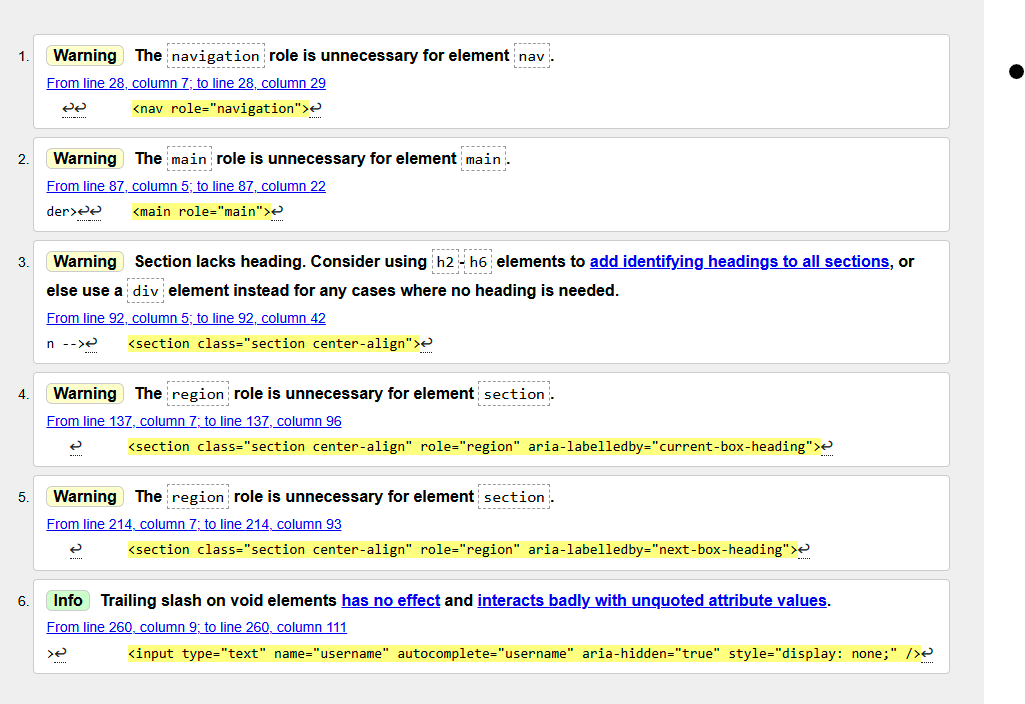 1. Warning The navigation role is unnecessary for element nav.
From line 28, column 7; to line 28, column 29
↩↩ <nav role="navigation">↩
2. Warning The main role is unnecessary for element main.
From line 87, column 5; to line 87, column 22
der>↩↩ <main role="main">↩
3. Warning Section lacks heading. Consider using h2-h6 elements to add identifying headings to all sections, or
else use a div element instead for any cases where no heading is needed.
From line 92, column 5; to line 92, column 42
n -->↩ <section class="section center-align">↩
4. Warning The region role is unnecessary for element section.
From line 137, column 7; to line 137, column 96
↩ <section class="section center-align" role="region" aria-labelledby="current-box-heading">↩
5. Warning The region role is unnecessary for element section.
From line 214, column 7; to line 214, column 93
↩ <section class="section center-align" role="region" aria-labelledby="next-box-heading">↩
6. Info Trailing slash on void elements has no effect and interacts badly with unquoted attribute values.
From line 260, column 9; to line 260, column 111
>↩ <input type="text" name="username" autocomplete="username" aria-hidden="true" style="display: none;" />↩